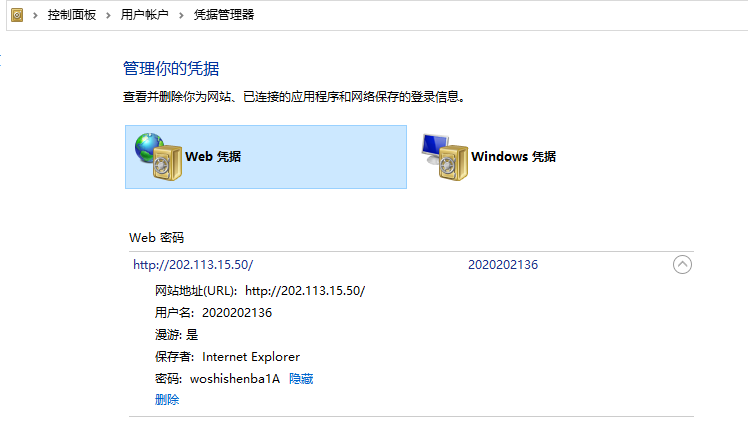 控制面板 › 用户帐户 › 凭据管理器
管理你的凭据
查看并删除你为网站、已连接的应用程序和网络保存的登录信息。
Web 凭据 Windows 凭据
Web 密码
http://202.113.15.50/ 2020202136
网站地址(URL): http://202.113.15.50/
用户名: 2020202136
漫游: 是
保存者: Internet Explorer
密码: woshishenba1A 隐藏
删除